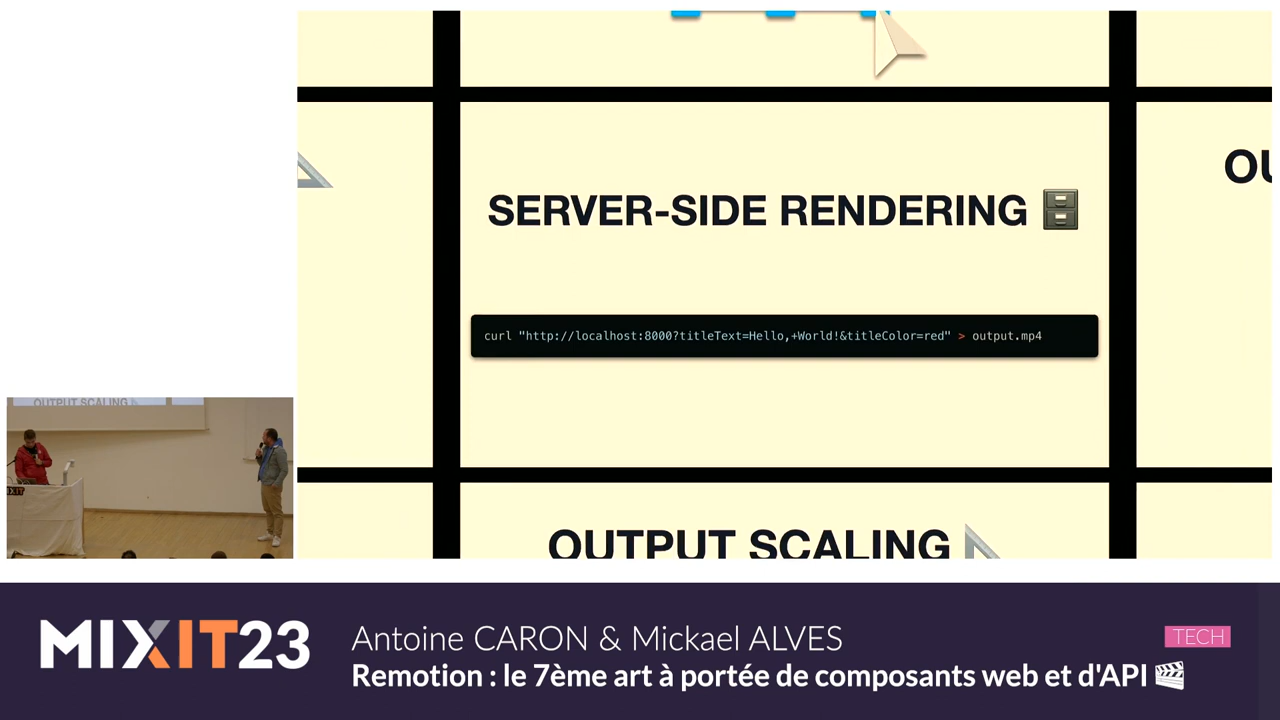 SERVER-SIDE RENDERING
OU
curl "http://localhost:8000?titleText=Hello,+World!&titleColor=red" > output.mp4
OUTPUT SCALING
OUTPUT SCALING
MIXIT
MIXIT23
Antoine CARON & Mickael ALVES
TECH
Remotion : le 7ème art à portée de composants web et d'API